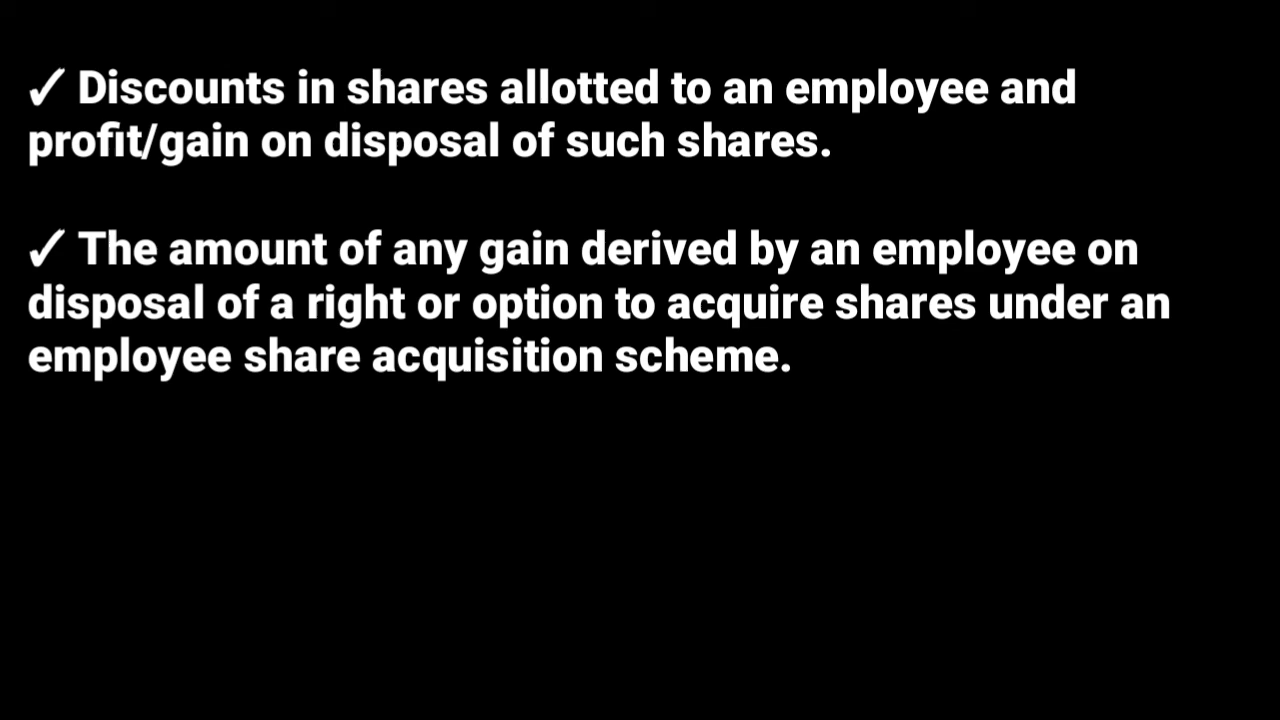 ✓ Discounts in shares allotted to an employee and
profit/gain on disposal of such shares.
✓ The amount of any gain derived by an employee on
disposal of a right or option to acquire shares under an
employee share acquisition scheme.